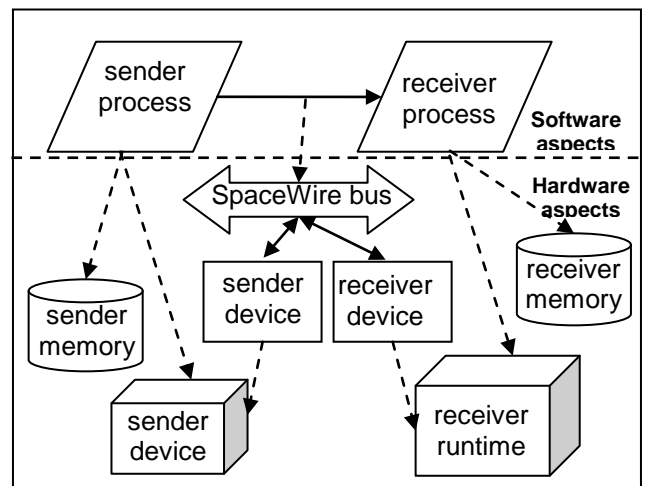 sender
process
receiver
process
Software
aspects
Hardware
aspects
SpaceWire bus
sender
memory
sender
device
receiver
device
receiver
memory
sender
device
receiver
runtime